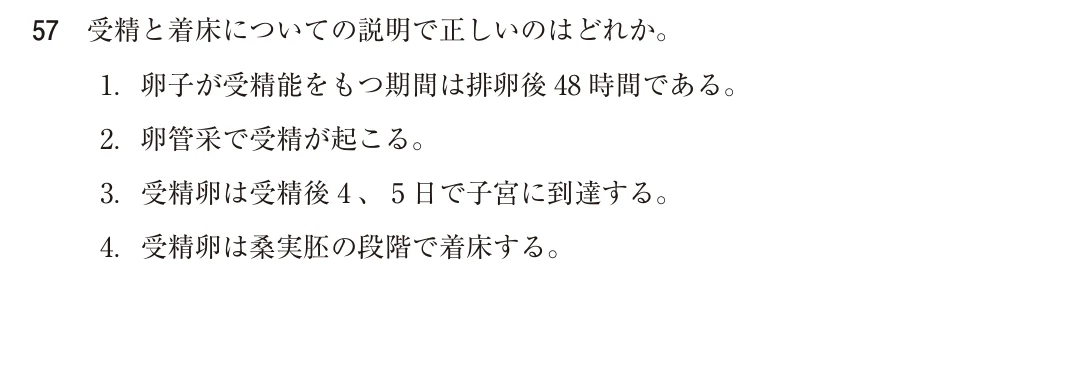 57 受精と着床についての説明で正しいのはどれか。
1. 卵子が受精能をもつ期間は排卵後 48 時間である。
2. 卵管采で受精が起こる。
3. 受精卵は受精後 4 、 5 日で子宮に到達する。
4. 受精卵は桑実胚の段階で着床する。